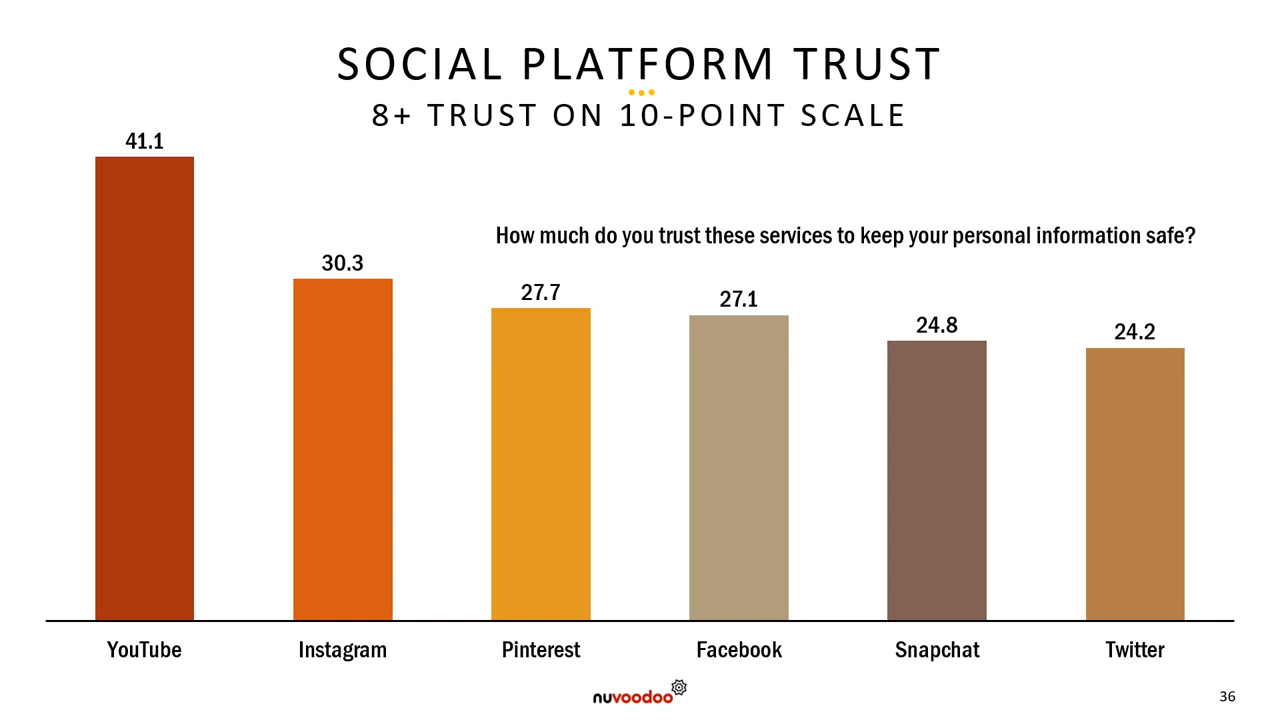 SOCIAL PLATFORM TRUST
8+ TRUST ON 10-POINT SCALE
How much do you trust these services to keep your personal information safe?
41.1
30.3
27.7
27.1
24.8
24.2
YouTube
Instagram
Pinterest
Facebook
Snapchat
Twitter
nuvoodoo
36